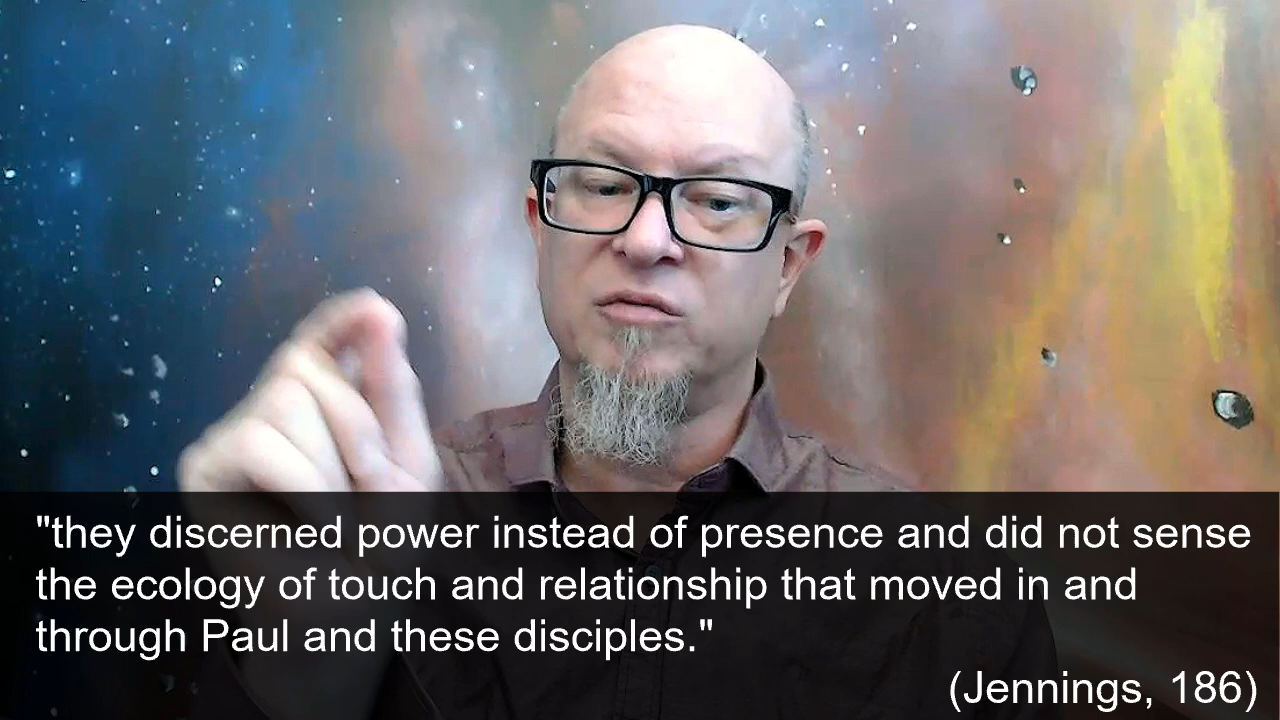 "they discerned power instead of presence and did not sense
the ecology of touch and relationship that moved in and
through Paul and these disciples."
(Jennings, 186)